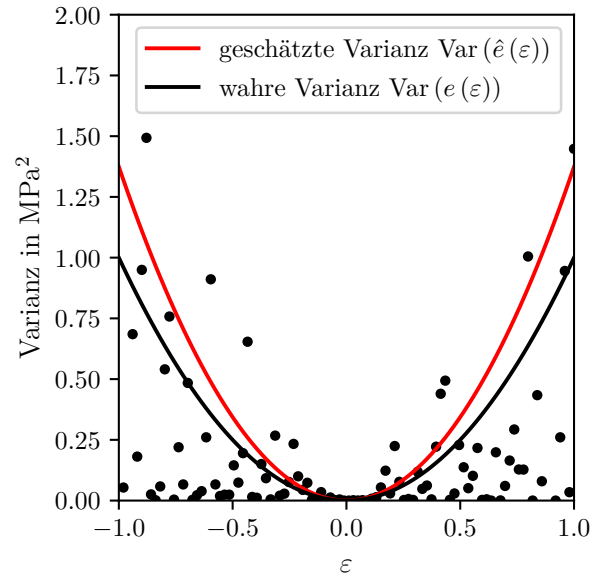 geschätzte Varianz Var (ê (ε))
wahre Varianz Var (e (ε))
Varianz in MPa²
2.00
1.75
1.50
1.25
1.00
0.75
0.50
0.25
0.00
−1.0 −0.5 0.0 0.5 1.0
ε